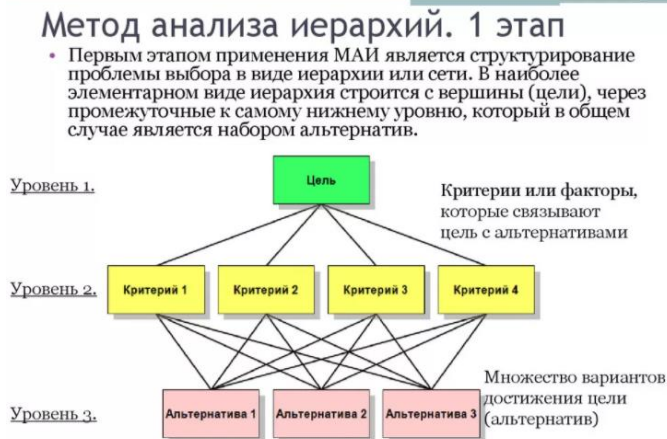 Метод анализа иерархий. 1 этап
• Первым этапом применения МАИ является структурирование
проблемы выбора в виде иерархии или сети. В наиболее
элементарном виде иерархия строится с вершины (цели), через
промежуточные к самому нижнему уровню, который в общем
случае является набором альтернатив.
Уровень 1.
Цель
Критерии или факторы,
которые связывают
цель с альтернативами
Уровень 2.
Критерий 1
Критерий 2
Критерий 3
Критерий 4
Уровень 3.
Альтернатива 1
Альтернатива 2
Альтернатива 3
Множество вариантов
достижения цели
(альтернатив)